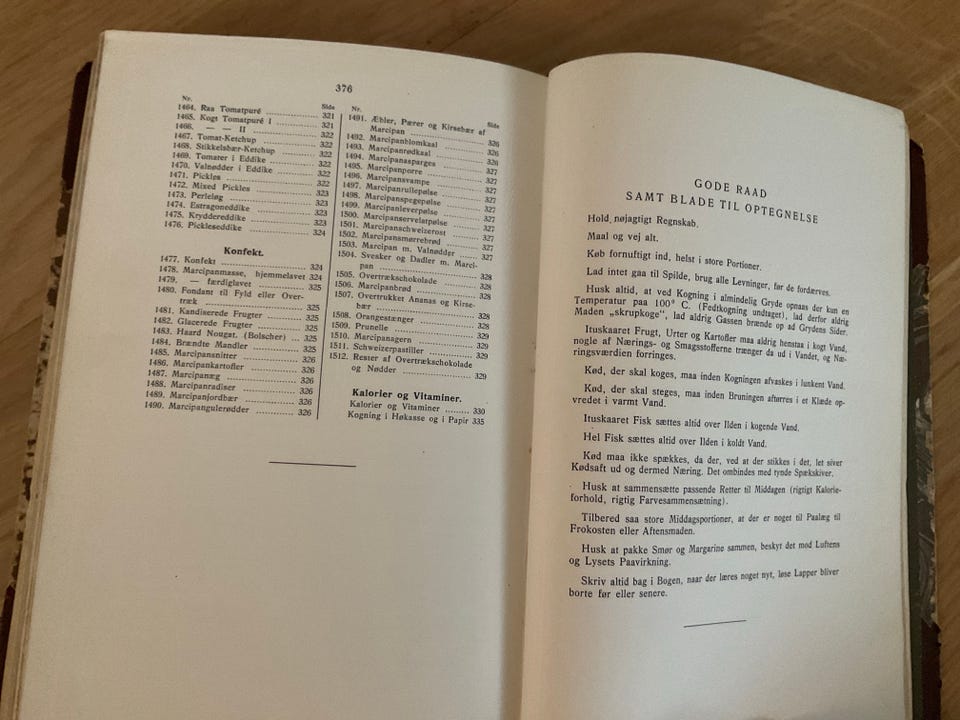 376
Nr. Side
1464. Raa Tomatpuré 321
1465. Kogt Tomatpuré I 321
1466. — — II 322
1467. Tomat-Ketchup 322
1468. Stikkelsbær-Ketchup 322
1469. Tomater i Eddike 322
1470. Valnødder i Eddike 322
1471. Pickles 322
1472. Mixed Pickles 323
1473. Perleløg 323
1474. Estragoneddike 323
1475. Kryddereddike 323
1476. Pickleseddike 324
Konfekt.
1477. Konfekt 324
1478. Marcipanmasse, hjemmelavet 324
1479. — færdiglavet 325
1480. Fondant til Fyld eller Over-
træk 325
1481. Kandiserede Frugter 325
1482. Glacerede Frugter 325
1483. Haard Nougat. (Bolscher) 325
1484. Brændte Mandler 325
1485. Marcipansnitter 326
1486. Marcipankartofler 326
1487. Marcipanæg 326
1488. Marcipanradiser 326
1489. Marcipanjordbær 326
1490. Marcipangulerødder 326
Nr. Side
1491. Æbler, Pærer og Kirsebær af
Marcipan 326
1492. Marcipanblomkaal 326
1493. Marcipanrødkaal 326
1494. Marcipanasparges 327
1495. Marcipanporre 327
1496. Marcipansvampe 327
1497. Marcipanrullepølse 327
1498. Marcipanspegepølse 327
1499. Marcipanleverpølse 327
1500. Marcipanservelatpølse 327
1501. Marcipanschweizerost 327
1502. Marcipansmørrebrød 327
1503. Marcipan m. Valnødder 327
1504. Svesker og Dadler m. Marci-
pan 328
1505. Overtrækschokolade 328
1506. Marcipanbrød 328
1507. Overtrukket Ananas og Kirse-
bær 328
1508. Orangestænger 328
1509. Prunelle 329
1510. Marcipanagern 329
1511. Schweizerpastiller 329
1512. Rester af Overtrækschokolade
og Nødder 329
Kalorier og Vitaminer.
Kalorier og Vitaminer 330
Kogning i Høkasse og i Papir 335
GODE RAAD
SAMT BLADE TIL OPTEGNELSE
Hold nøjagtigt Regnskab.
Maal og vej alt.
Køb fornuftigt ind, helst i store Portioner.
Lad intet gaa til Spilde, brug alle Levninger, før de fordærves.
Husk altid, at ved Kogning i almindelig Gryde opnaas der kun en
Temperatur paa 100° C. (Fedtkogning undtaget), lad derfor aldrig
Maden „skrupkoge", lad aldrig Gassen brænde op ad Grydens Sider.
Ituskaaret Frugt, Urter og Kartofler maa aldrig henstaa i kogt Vand,
nogle af Nærings- og Smagsstofferne trænger da ud i Vandet, og Næ-
ringsværdien forringes.
Kød, der skal koges, maa inden Kogningen afvaskes i lunkent Vand.
Kød, der skal steges, maa inden Bruningen aftørres i et Klæde op-
vredet i varmt Vand.
Ituskaaret Fisk sættes altid over Ilden i kogende Vand.
Hel Fisk sættes altid over Ilden i koldt Vand.
Kød maa ikke spækkes, da der, ved at der stikkes i det, let siver
Kødsaft ud og dermed Næring. Det ombindes med tynde Spækskiver.
Husk at sammensætte passende Retter til Middagen (rigtigt Kalorie-
forhold, rigtig Farvesammensætning).
Tilbered saa store Middagsportioner, at der er noget til Paalæg til
Frokosten eller Aftensmaden.
Husk at pakke Smør og Margarine sammen, beskyt det mod Luftens
og Lysets Paavirkning.
Skriv altid bag i Bogen, naar der læres noget nyt, løse Lapper bliver
borte før eller senere.